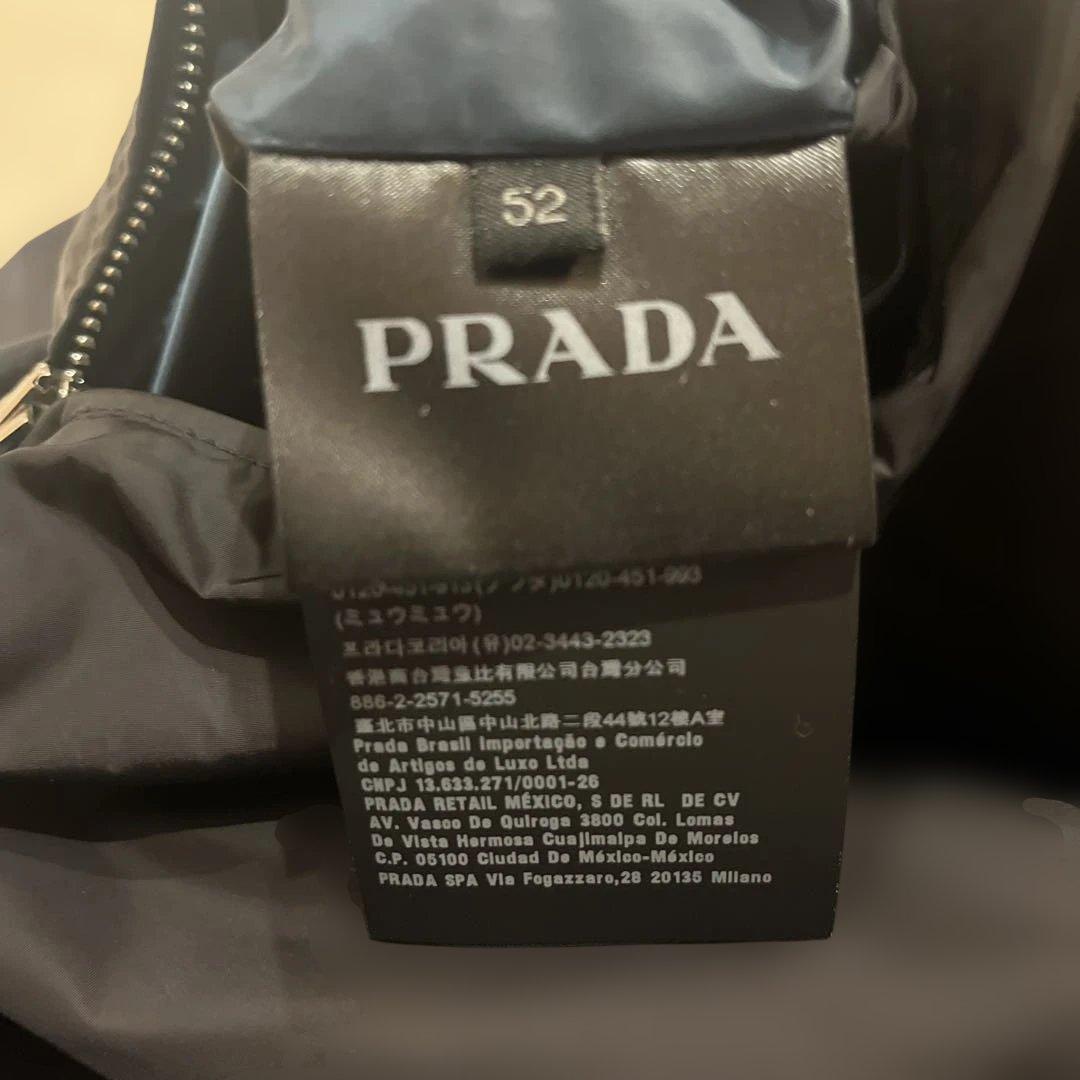 52
PRADA
0120-451-993
(ミュウミュウ)
프라다코리아(유)02-3443-2323
香港商台灣
有限公司台灣分公司
886-2-2571-5255
臺北市中山區中山北路二段44號12樓A室
Prada Brasil Importação e Comércio
de Artigos de Luxo Ltda
CNPJ 13.633.271/0001-26
PRADA RETAIL MÉXICO, S DE RL DE CV
AV. Vasco De Quiroga 3800 Col. Lomas
De Vista Hermosa Cuajimalpa De Morelos
C.P. 05100 Ciudad De México-México
PRADA SPA Via Fogazzaro,28 20135 Milano